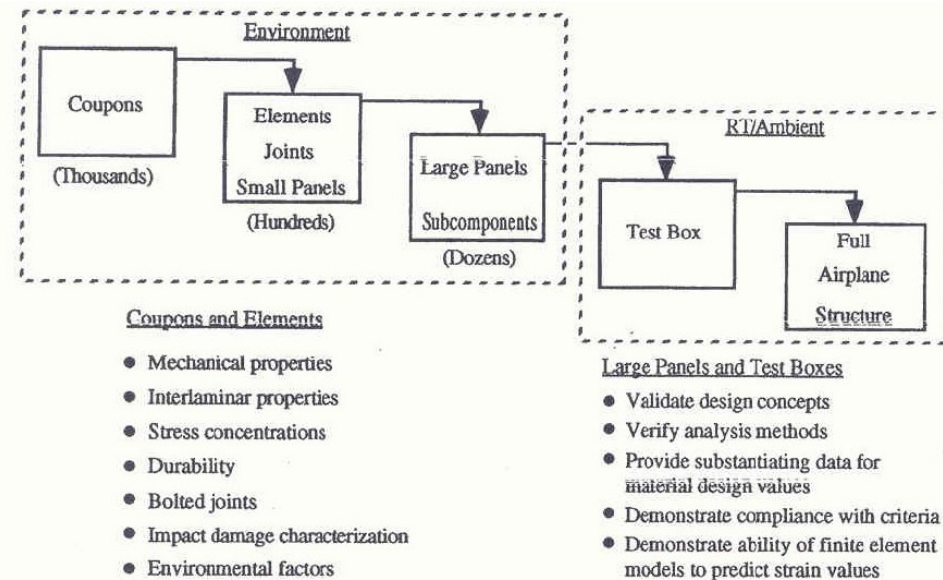 Environment
Coupons
(Thousands)
Elements
Joints
Small Panels
(Hundreds)
Large Panels
Subcomponents
(Dozens)
RT/Ambient
Test Box
Full
Airplane
Structure
Coupons and Elements
● Mechanical properties
● Interlaminar properties
● Stress concentrations
● Durability
● Bolted joints
● Impact damage characterization
● Environmental factors
Large Panels and Test Boxes
● Validate design concepts
● Verify analysis methods
● Provide substantiating data for
material design values
● Demonstrate compliance with criteria
● Demonstrate ability of finite element
models to predict strain values